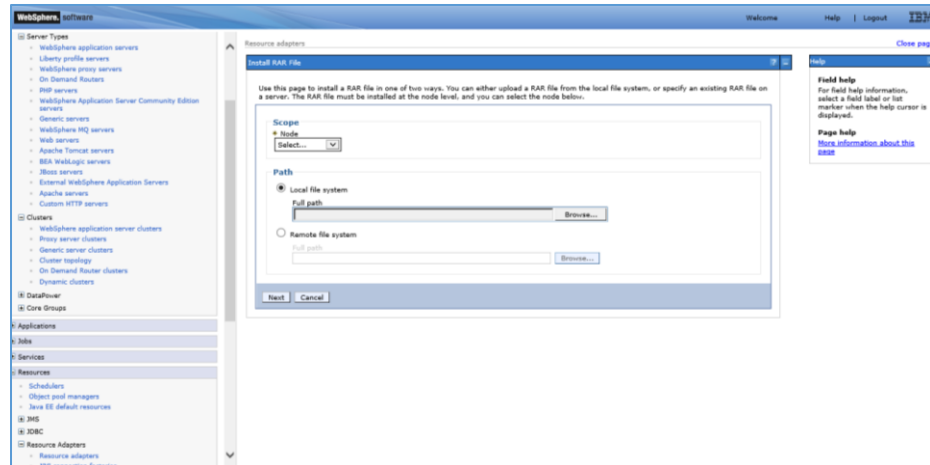 WebSphere. software
Welcome
Help | Logout
IBM
Server Types
WebSphere application servers
Liberty profile servers
WebSphere proxy servers
On Demand Routers
PHP servers
WebSphere Application Server Community Edition
servers
Generic servers
WebSphere MQ servers
Web servers
Apache Tomcat servers
BEA WebLogic servers
JBoss servers
External WebSphere Application Servers
Apache servers
Custom HTTP servers
Clusters
WebSphere application server clusters
Proxy server clusters
Generic server clusters
Cluster topology
On Demand Router clusters
Dynamic clusters
DataPower
Core Groups
Applications
Jobs
Services
Resources
Schedulers
Object pool managers
Java EE default resources
JMS
JDBC
Resource Adapters
Resource adapters
Resource adapters
Close pag
Install RAR File
Use this page to install a RAR file in one of two ways. You can either upload a RAR file from the local file system, or specify an existing RAR file on
a server. The RAR file must be installed at the node level, and you can select the node below.
Scope
Node
Select...
Path
Local file system
Full path
Browse...
Remote file system
Full path
Browse...
Next
Cancel
Help
Field help
For field help information,
select a field label or list
marker when the help cursor is
displayed.
Page help
More information about this
page